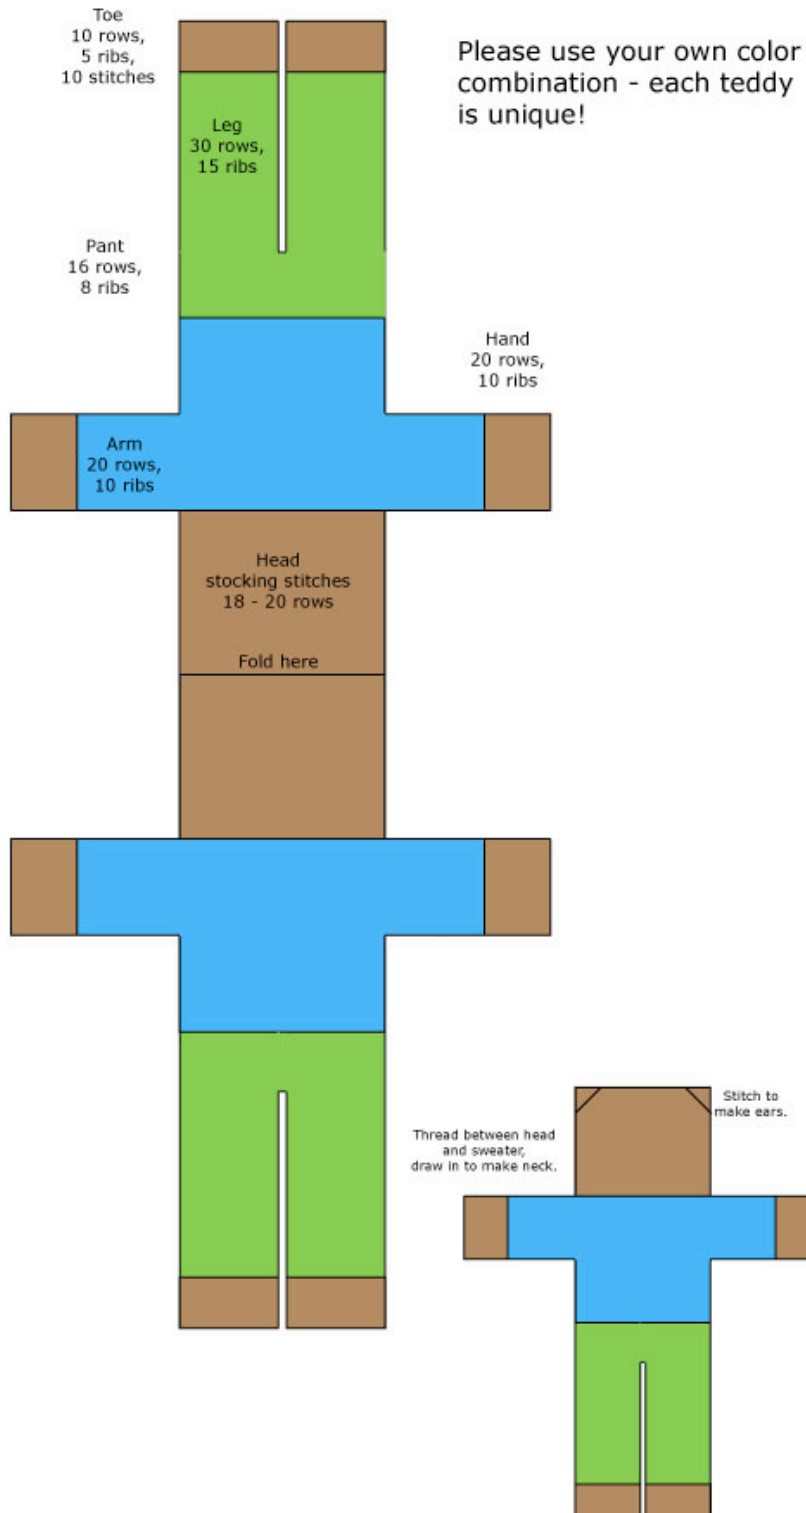 Toe
10 rows,
5 ribs,
10 stitches
Please use your own color
combination - each teddy
is unique!
Leg
30 rows,
15 ribs
Pant
16 rows,
8 ribs
Hand
20 rows,
10 ribs
Arm
20 rows,
10 ribs
Head
stocking stitches
18 - 20 rows
Fold here
Stitch to
make ears.
Thread between head
and sweater,
draw in to make neck.